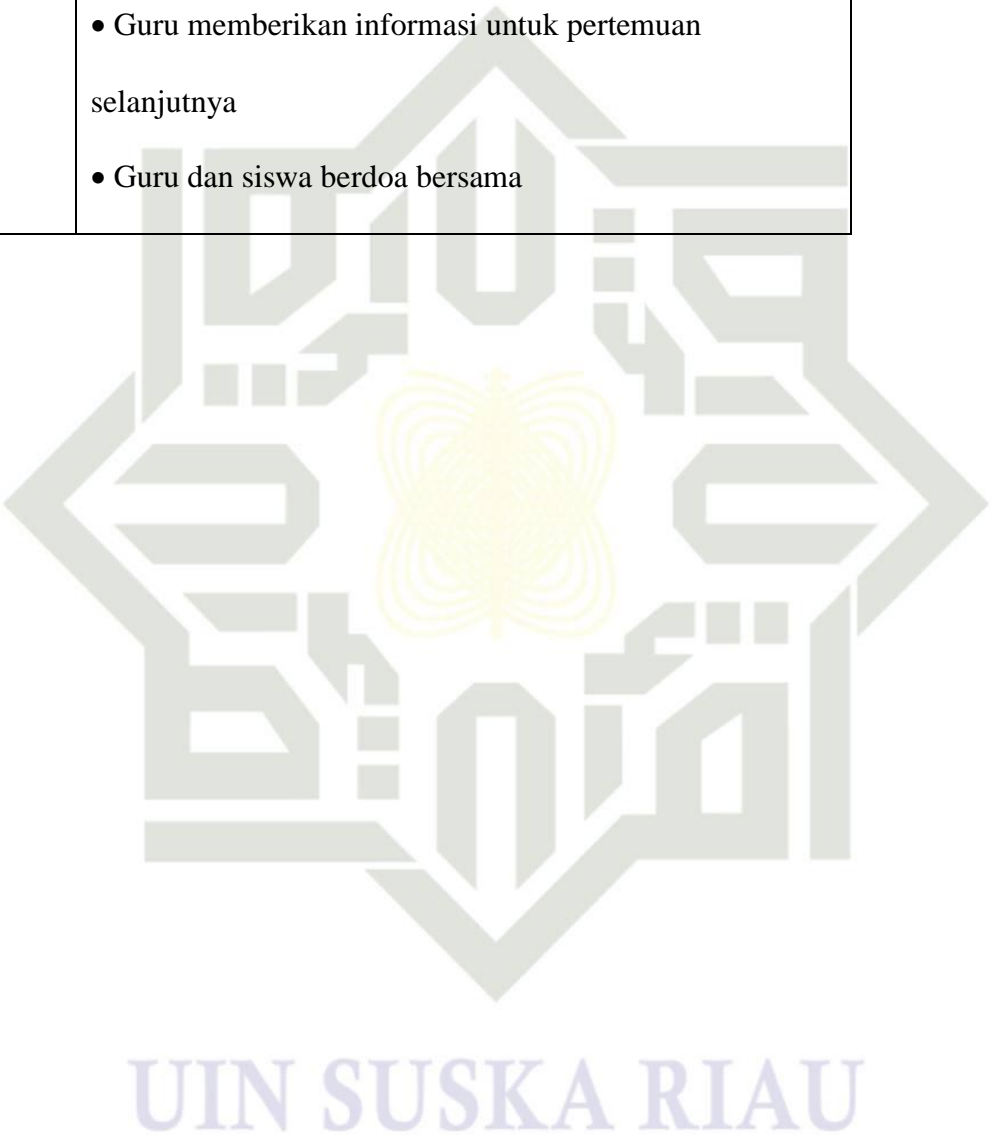 • Guru memberikan informasi untuk pertemuan
selanjutnya
• Guru dan siswa berdoa bersama
UIN SUSKA RIAU